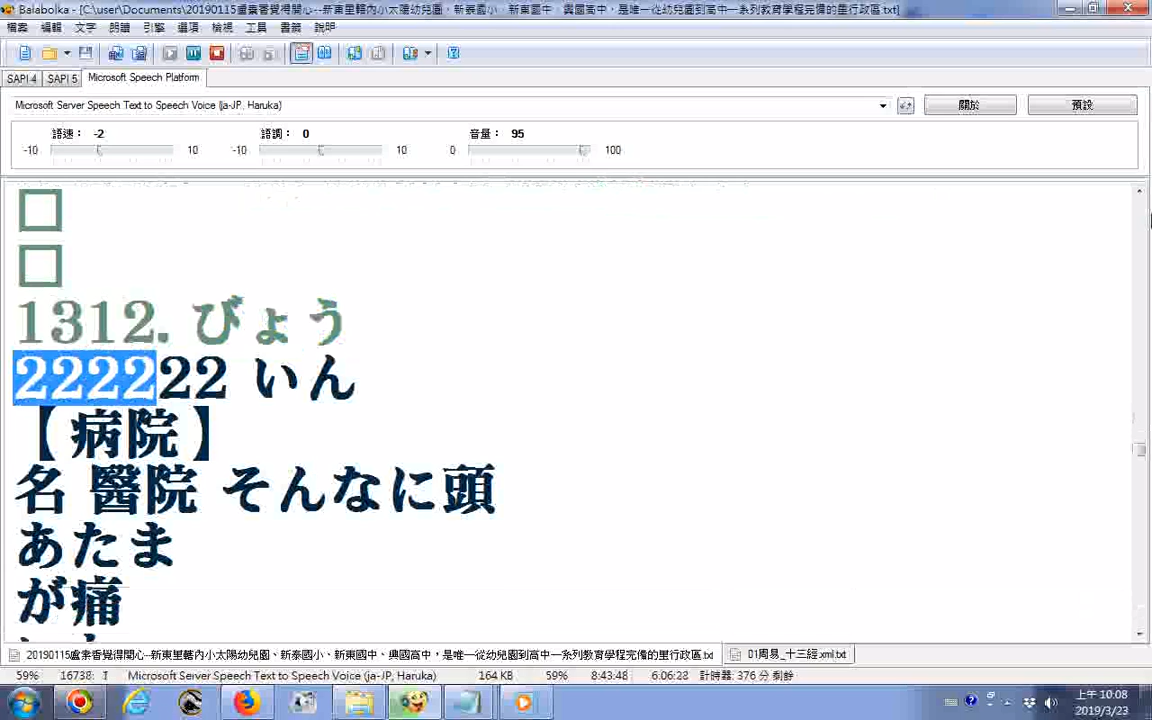 Balabolka - [C:\user\Documents\20190115盧彙香覺得開心--新東里轄內小太陽幼兒園、新泰國小、新東國中、興國高中，是唯一從幼兒園到高中一系列教育學程完備的里行政區.txt]
檔案 編輯 文字 朗讀 引擎 選項 檢視 工具 書籤 說明
SAPI 4 SAPI 5 Microsoft Speech Platform
Microsoft Server Speech Text to Speech Voice (ja-JP, Haruka) 關於 預設
語速： -2 語調： 0 音量： 95
-10 10 -10 10 0 100
1312. びょう
222222 いん
【病院】
名 醫院 そんなに頭
あたま
が痛
20190115盧彙香覺得開心--新東里轄內小太陽幼兒園、新泰國小、新東國中、興國高中，是唯一從幼兒園到高中一系列教育學程完備的里行政區.txt 01周易_十三經.xml.txt
59% 16738: 1 Microsoft Server Speech Text to Speech Voice (ja-JP, Haruka) 164 KB 59% 8:43:48 6:06:28 計時器: 376 分 剩餘
上午 10:08
2019/3/23